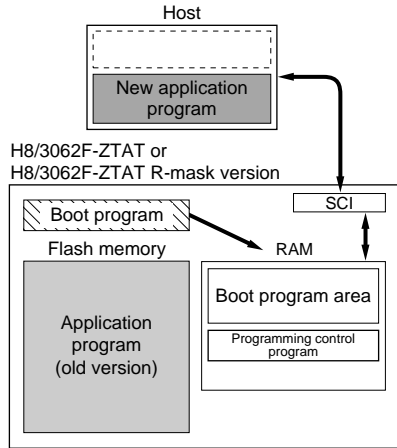 Host
New application
program
H8/3062F-ZTAT or
H8/3062F-ZTAT R-mask version
SCI
Boot program
Flash memory
RAM
Boot program area
Application
program
(old version)
Programming control
program